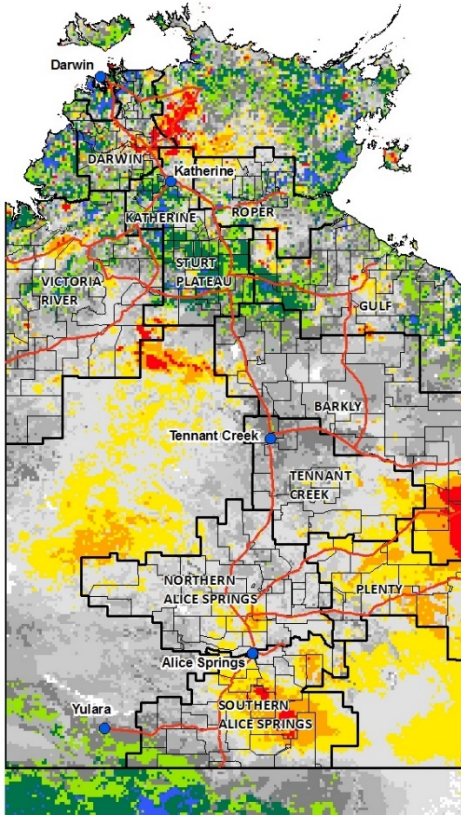 Darwin
DARWIN
Katherine
KATHERINE
ROPER
STURT
PLATEAU
VICTORIA
RIVER
GULF
BARKLY
Tennant Creek
TENNANT
CREEK
NORTHERN
ALICE SPRINGS
PLENTY
Alice Springs
Yulara
SOUTHERN
ALICE SPRINGS